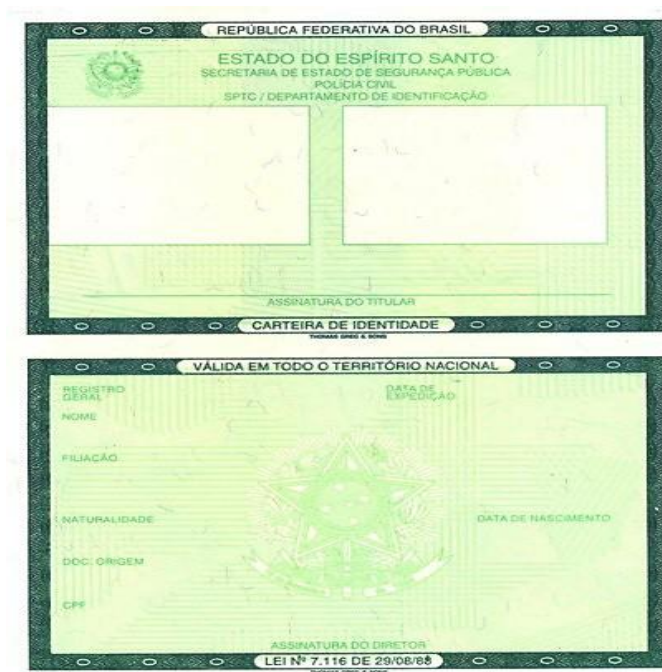 REPÚBLICA FEDERATIVA DO BRASIL
ESTADO DO ESPÍRITO SANTO
SECRETARIA DE ESTADO DE SEGURANÇA PÚBLICA
POLÍCIA CIVIL
SPTC / DEPARTAMENTO DE IDENTIFICAÇÃO
ASSINATURA DO TITULAR
CARTEIRA DE IDENTIDADE
THOMAS GREG & SONS
VÁLIDA EM TODO O TERRITÓRIO NACIONAL
REGISTRO GERAL
DATA DE EXPEDIÇÃO
NOME
FILIAÇÃO
NATURALIDADE
DATA DE NASCIMENTO
DOC. ORIGEM
CPF
ASSINATURA DO DIRETOR
LEI Nº 7.116 DE 29/08/83
THOMAS GREG & SONS